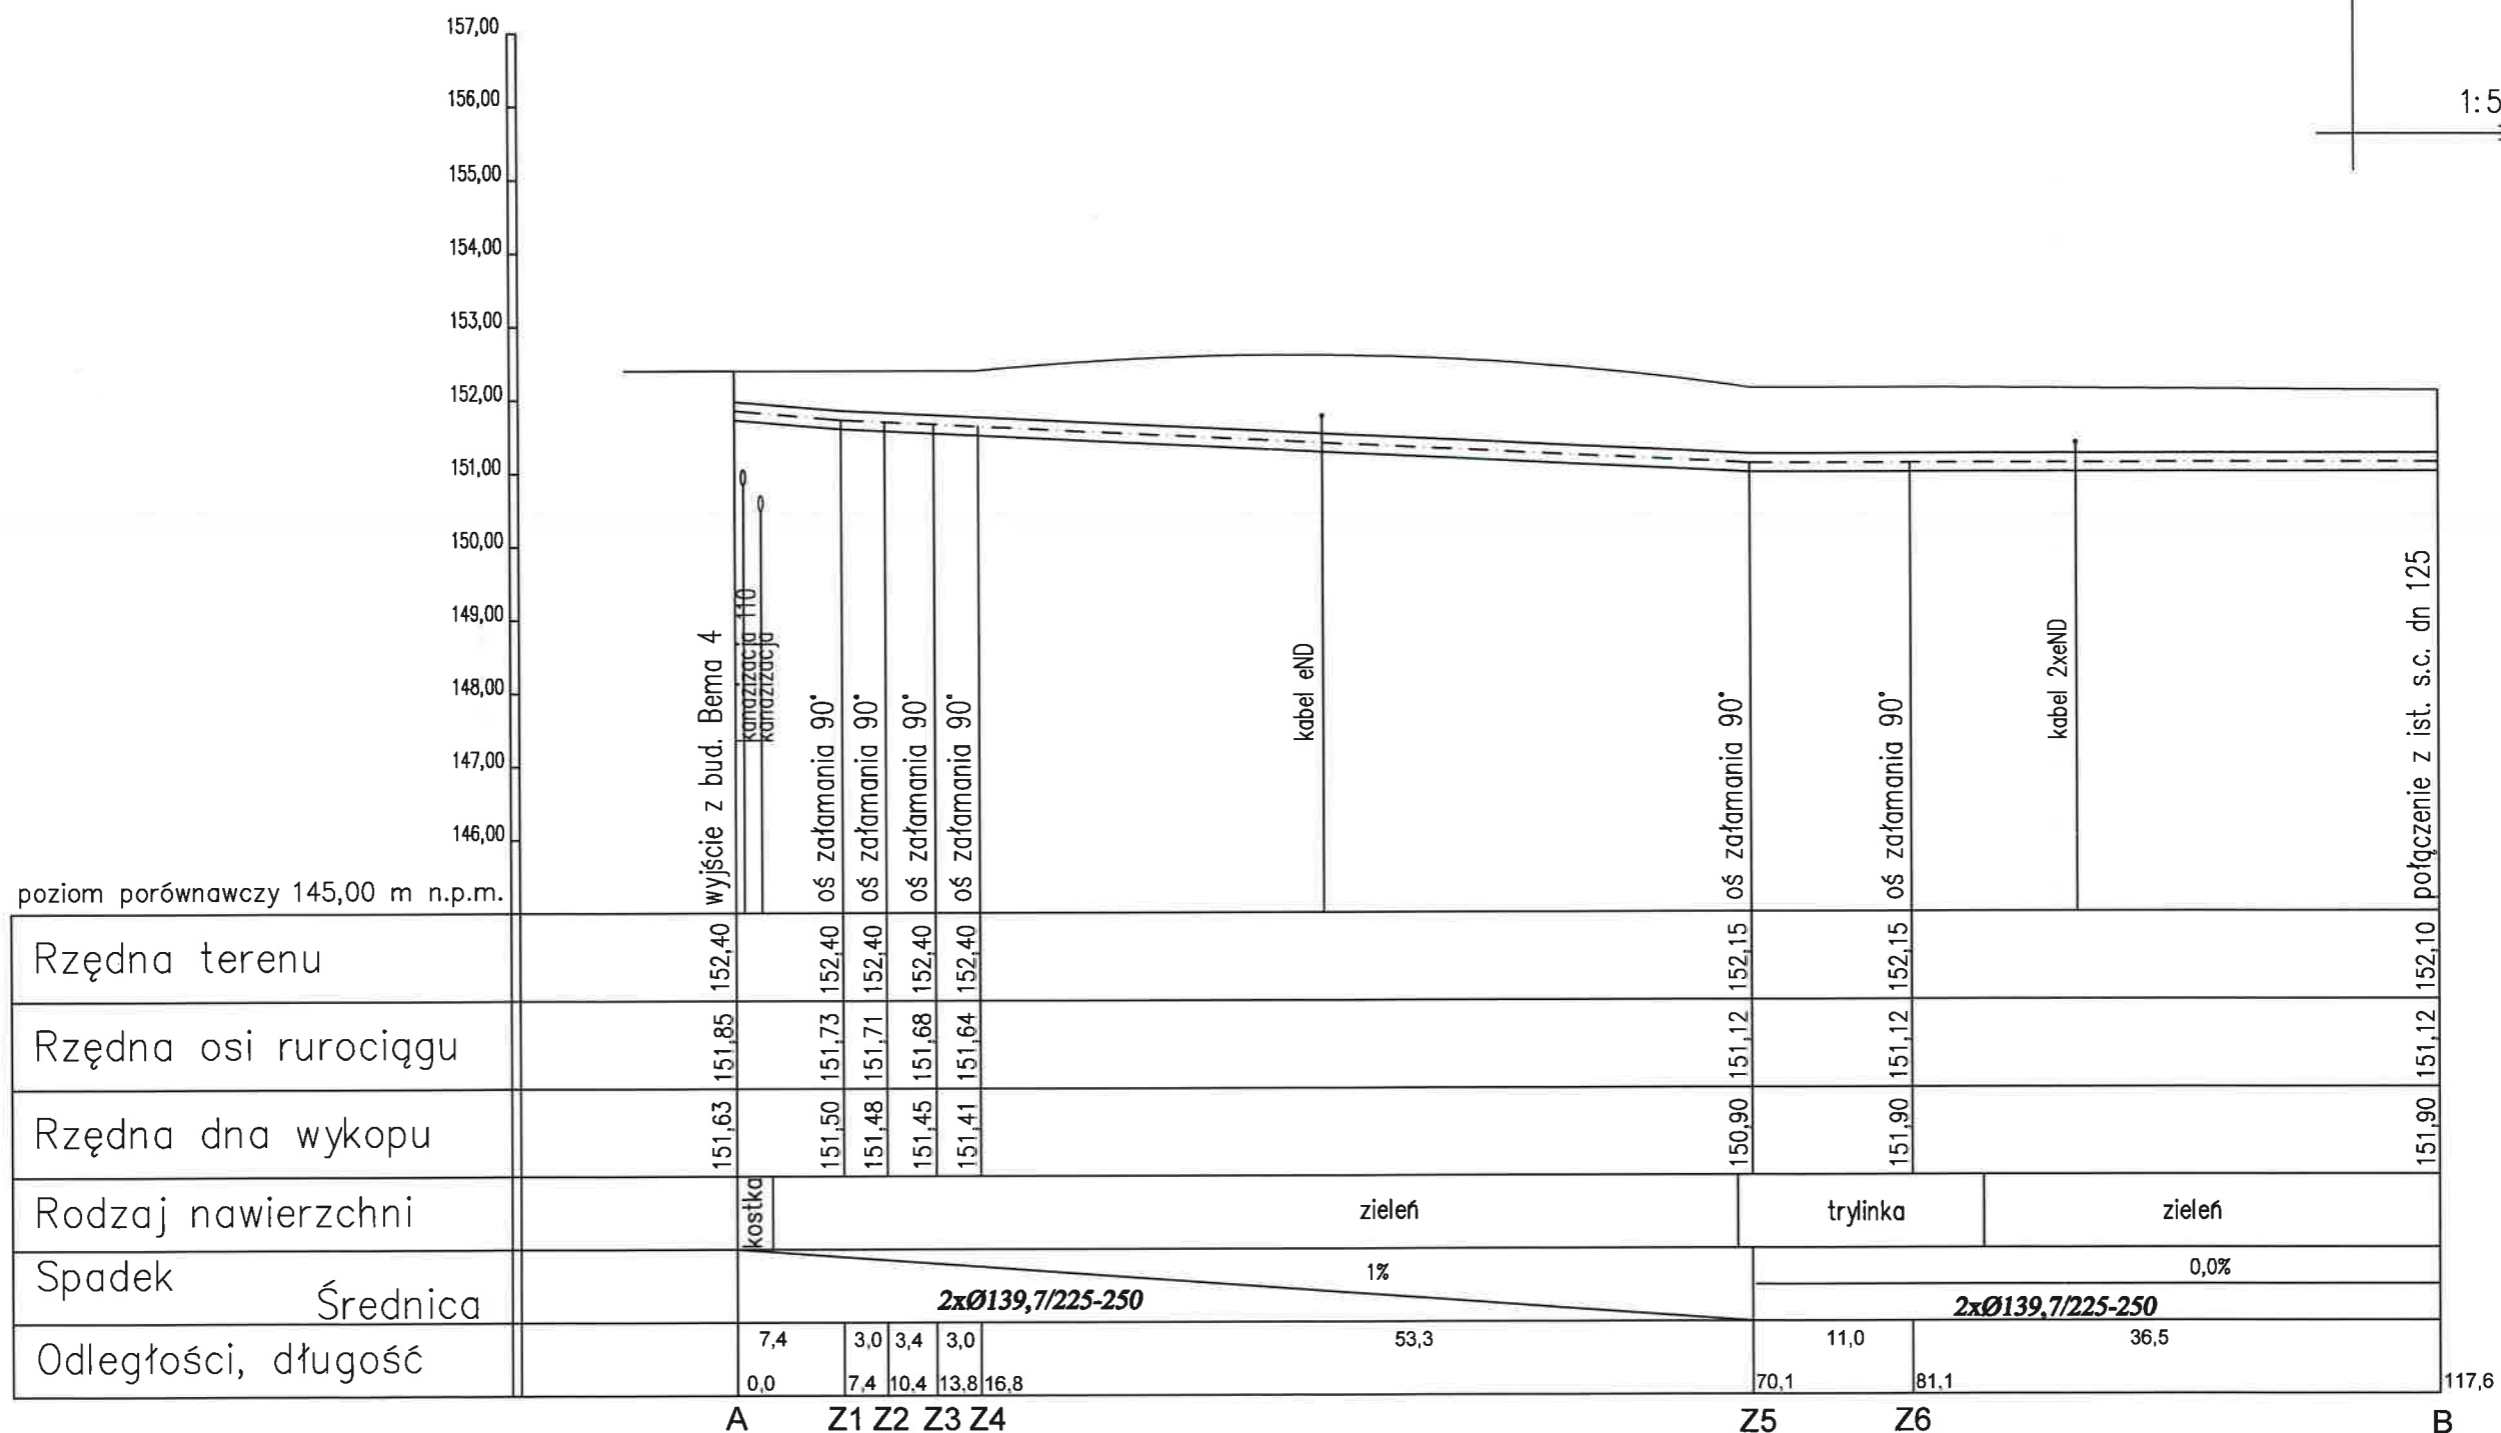 157,00
156,00
155,00
154,00
153,00
152,00
151,00
150,00
149,00
148,00
147,00
146,00
1:5
poziom porównawczy 145,00 m n.p.m.
wyjście z bud. Bema 4
kanazizacja 110
kanazizacja
oś załamania 90°
oś załamania 90°
oś załamania 90°
oś załamania 90°
kabel eND
oś załamania 90°
oś załamania 90°
kabel 2xeND
połączenie z ist. s.c. dn 125
Rzędna terenu 152,40 152,40 152,40 152,40 152,40 152,15 152,15 152,10
Rzędna osi rurociągu 151,85 151,73 151,71 151,68 151,64 151,12 151,12 151,12
Rzędna dna wykopu 151,63 151,50 151,48 151,45 151,41 150,90 151,90 151,90
Rodzaj nawierzchni kostka zieleń trylinka zieleń
Spadek 1% 0,0%
Średnica 2xØ139,7/225-250 2xØ139,7/225-250
Odległości, długość 7,4 3,0 3,4 3,0 53,3 11,0 36,5
0,0 7,4 10,4 13,8 16,8 70,1 81,1 117,6
A Z1 Z2 Z3 Z4 Z5 Z6 B